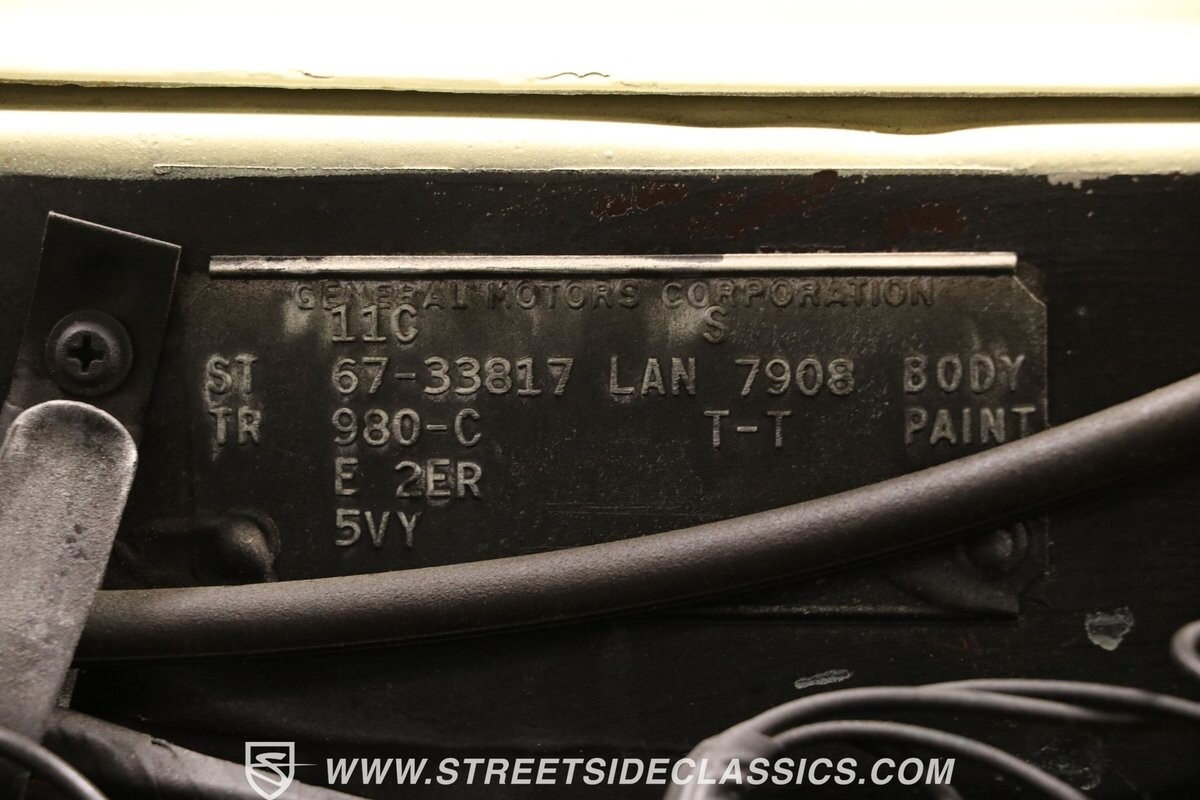 GENERAL MOTORS CORPORATION
11C S
ST 67-33817 LAN 7908 BODY
TR 980-C T-T PAINT
E 2ER
5VY
WWW.STREETSIDECLASSICS.COM